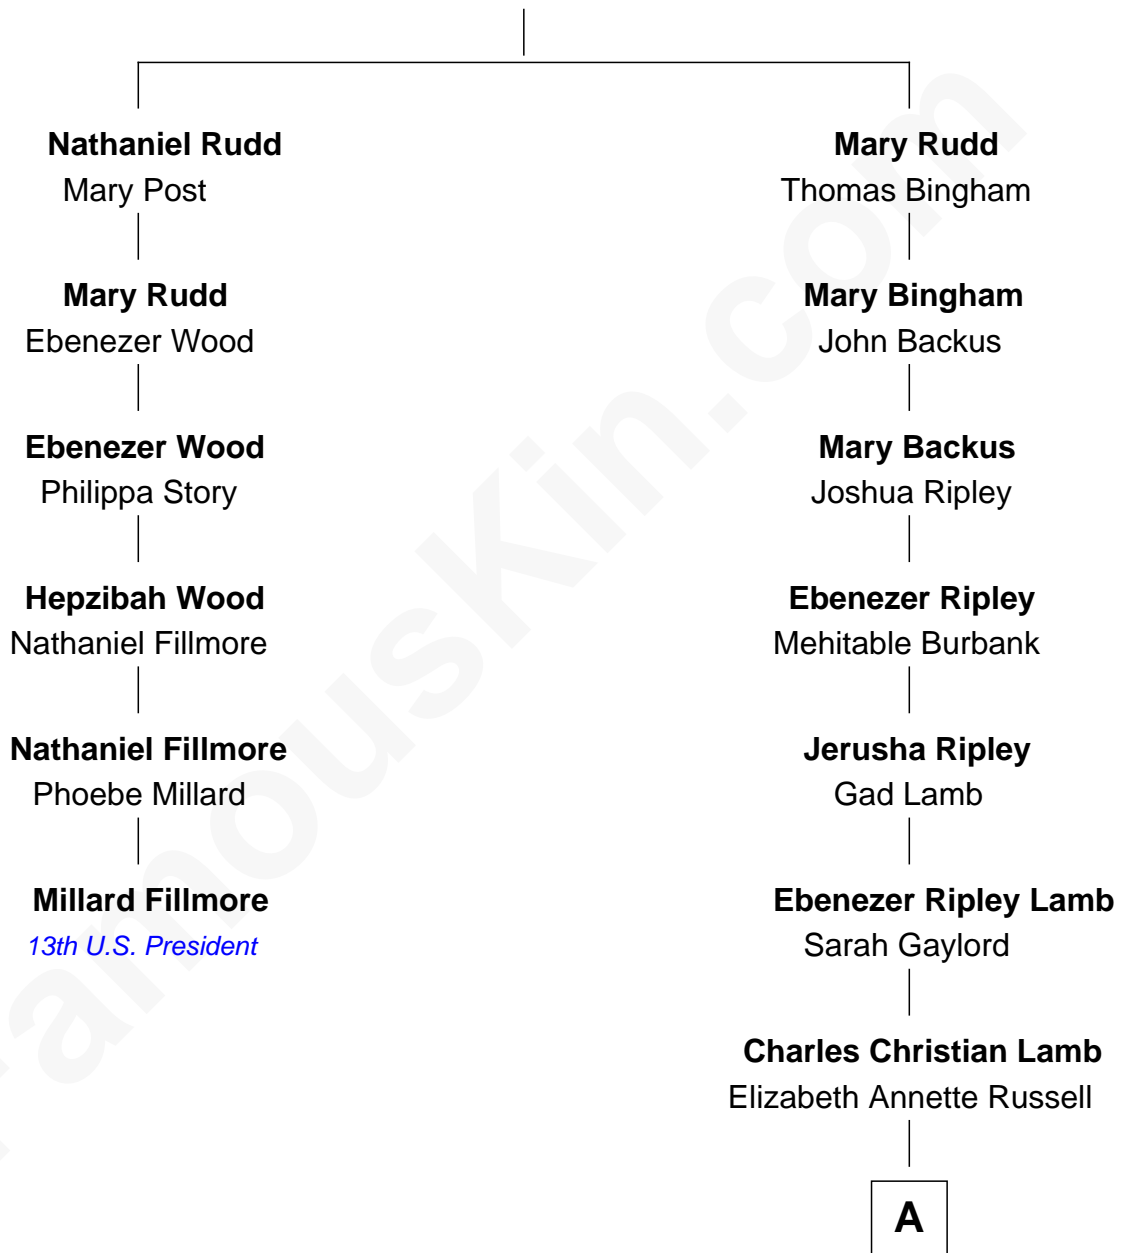 Nathaniel Rudd
Mary Post
Mary Rudd
Ebenezer Wood
Ebenezer Wood
Philippa Story
Hepzibah Wood
Nathaniel Fillmore
Nathaniel Fillmore
Phoebe Millard
Millard Fillmore
13th U.S. President
Mary Rudd
Thomas Bingham
Mary Bingham
John Backus
Mary Backus
Joshua Ripley
Ebenezer Ripley
Mehitable Burbank
Jerusha Ripley
Gad Lamb
Ebenezer Ripley Lamb
Sarah Gaylord
Charles Christian Lamb
Elizabeth Annette Russell
A
FamousKin.com